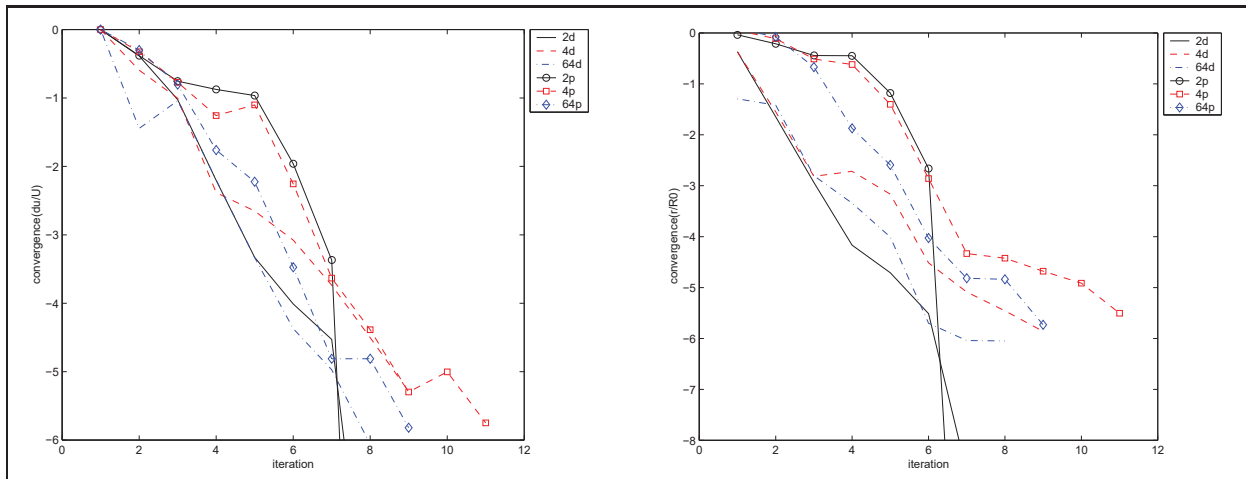 0
−1
−2
−3
−4
−5
−6
0
2
4
6
8
10
12
iteration
convergence(du/U)
2d
4d
64d
2p
4p
64p
0
−1
−2
−3
−4
−5
−6
−7
−8
0
2
4
6
8
10
12
iteration
convergence(r/R0)
2d
4d
64d
2p
4p
64p